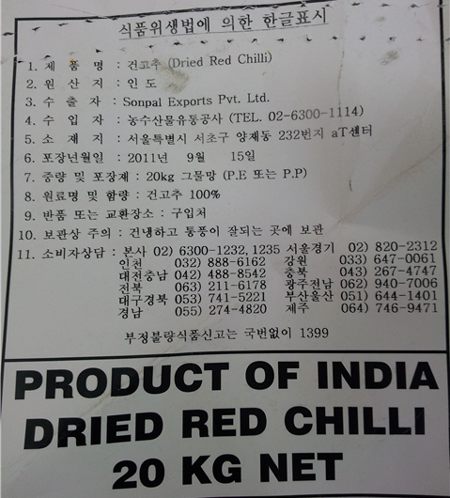 식품위생법에 의한 한글표시
1. 제 품 명 : 건고추 (Dried Red Chilli)
2. 원 산 지 : 인 도
3. 수 출 자 : Sonpal Exports Pvt. Ltd.
4. 수 입 자 : 농수산물유통공사 (TEL. 02-6300-1114)
5. 소 재 지 : 서울특별시 서초구 양재동 232번지 aT센터
6. 포장년월일 : 2011년 9월 15일
7. 중량 및 포장재 : 20kg 그물망 (P.E 또는 P.P)
8. 원료명 및 함량 : 건고추 100%
9. 반품 또는 교환장소 : 구입처
10. 보관상 주의 : 건냉하고 통풍이 잘되는 곳에 보관
11. 소비자상담 : 본사 02) 6300-1232, 1235 서울경기 02) 820-2312
인천 032) 888-6162 강원 033) 647-0061
대전충남 042) 488-8542 충북 043) 267-4747
전북 063) 211-6178 광주전남 062) 940-7006
대구경북 053) 741-5221 부산울산 051) 644-1401
경남 055) 274-4820 제주 064) 746-9471
부정불량식품신고는 국번없이 1399
PRODUCT OF INDIA
DRIED RED CHILLI
20 KG NET